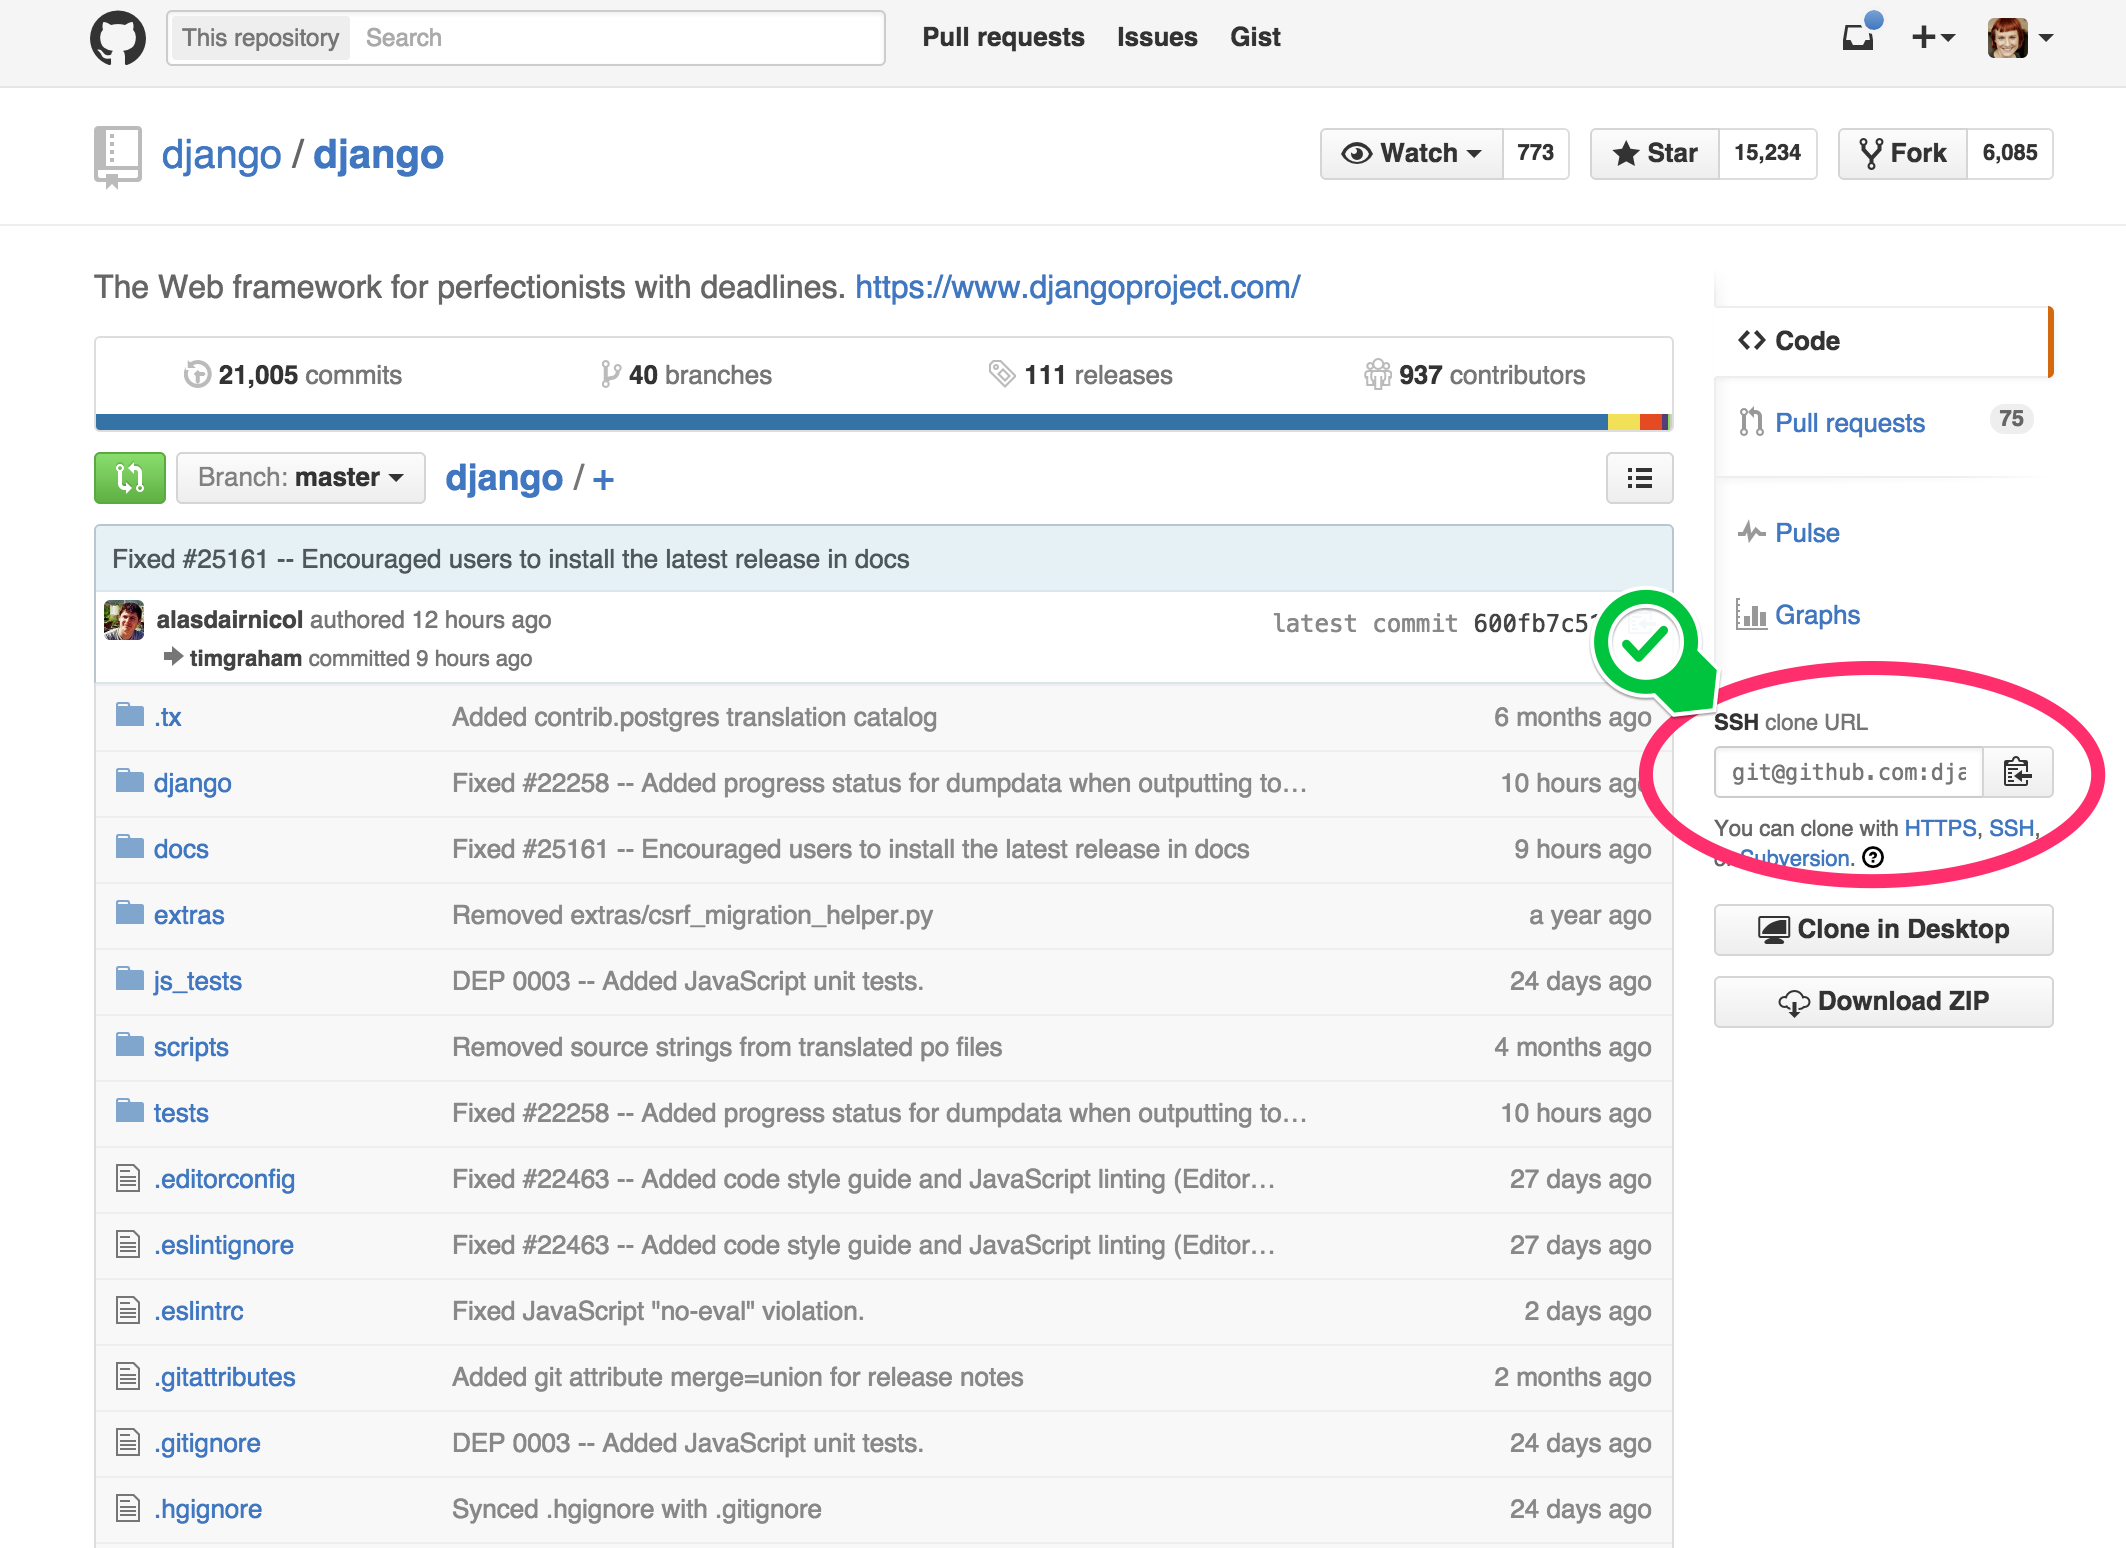 This repository Search Pull requests Issues Gist
django / django
Watch 773 Star 15,234 Fork 6,085
The Web framework for perfectionists with deadlines. https://www.djangoproject.com/
21,005 commits 40 branches 111 releases 937 contributors
Branch: master django / +
Fixed #25161 -- Encouraged users to install the latest release in docs
alasdairnicol authored 12 hours ago
latest commit 600fb7c51
timgraham committed 9 hours ago
.tx Added contrib.postgres translation catalog 6 months ago
django Fixed #22258 -- Added progress status for dumpdata when outputting to… 10 hours ago
docs Fixed #25161 -- Encouraged users to install the latest release in docs 9 hours ago
extras Removed extras/csrf_migration_helper.py a year ago
js_tests DEP 0003 -- Added JavaScript unit tests. 24 days ago
scripts Removed source strings from translated po files 4 months ago
tests Fixed #22258 -- Added progress status for dumpdata when outputting to… 10 hours ago
.editorconfig Fixed #22463 -- Added code style guide and JavaScript linting (Editor… 27 days ago
.eslintignore Fixed #22463 -- Added code style guide and JavaScript linting (Editor… 27 days ago
.eslintrc Fixed JavaScript "no-eval" violation. 2 days ago
.gitattributes Added git attribute merge=union for release notes 2 months ago
.gitignore DEP 0003 -- Added JavaScript unit tests. 24 days ago
.hgignore Synced .hgignore with .gitignore 24 days ago
Code
Pull requests 75
Pulse
Graphs
SSH clone URL
git@github.com:dja
You can clone with HTTPS, SSH,
or Subversion.
Clone in Desktop
Download ZIP